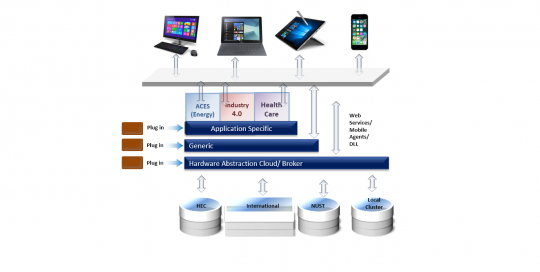 ACES
(Energy)
Industry
4.0
Health
Care
Plug in
Application Specific
Web
Services/
Mobile
Agents/
DLL
Plug in
Generic
Plug in
Hardware Abstraction Cloud/ Broker
HEC
International
NUST
Local
Cluster